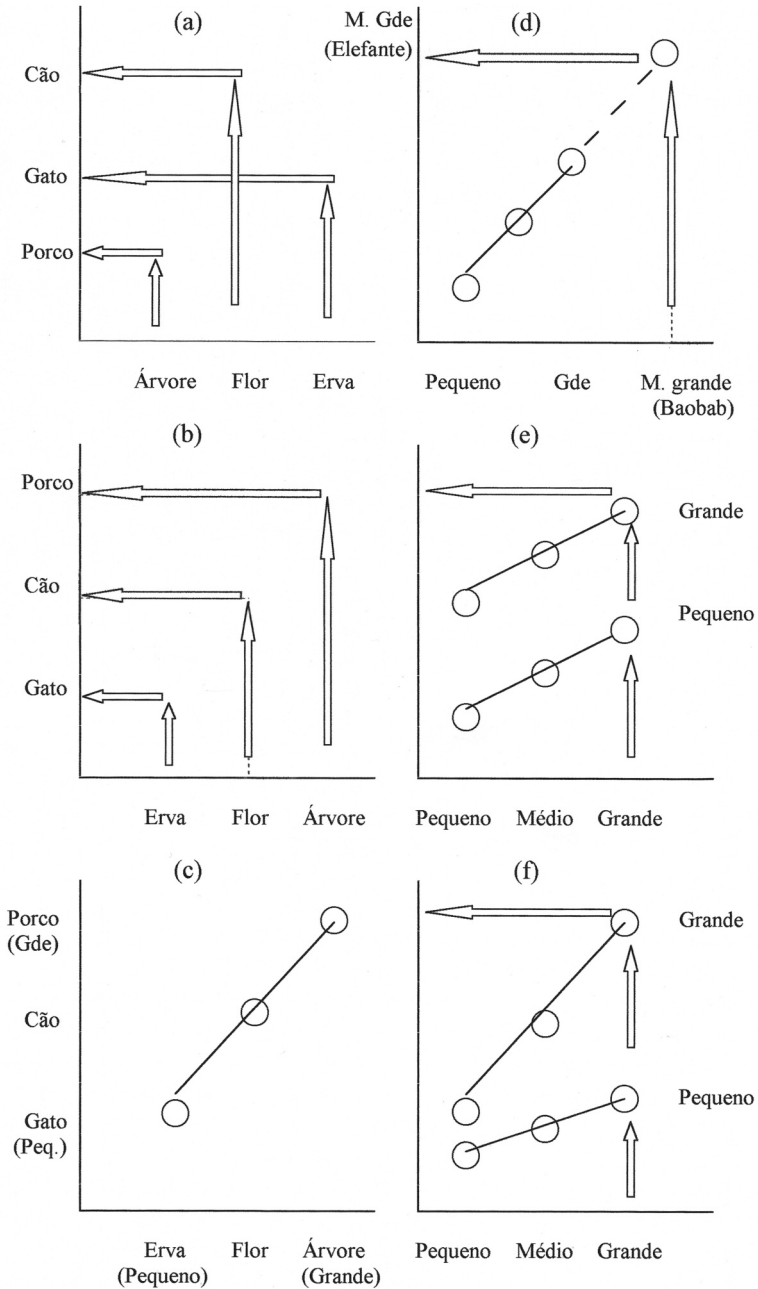 (a)
Cão
Gato
Porco
Árvore Flor Erva
(d)
M. Gde
(Elefante)
Pequeno Gde M. grande
(Baobab)
(b)
Porco
Cão
Gato
Erva Flor Árvore
(e)
Grande
Pequeno
Pequeno Médio Grande
(c)
Porco
(Gde)
Cão
Gato
(Peq.)
Erva Flor Árvore
(Pequeno) (Grande)
(f)
Grande
Pequeno
Pequeno Médio Grande